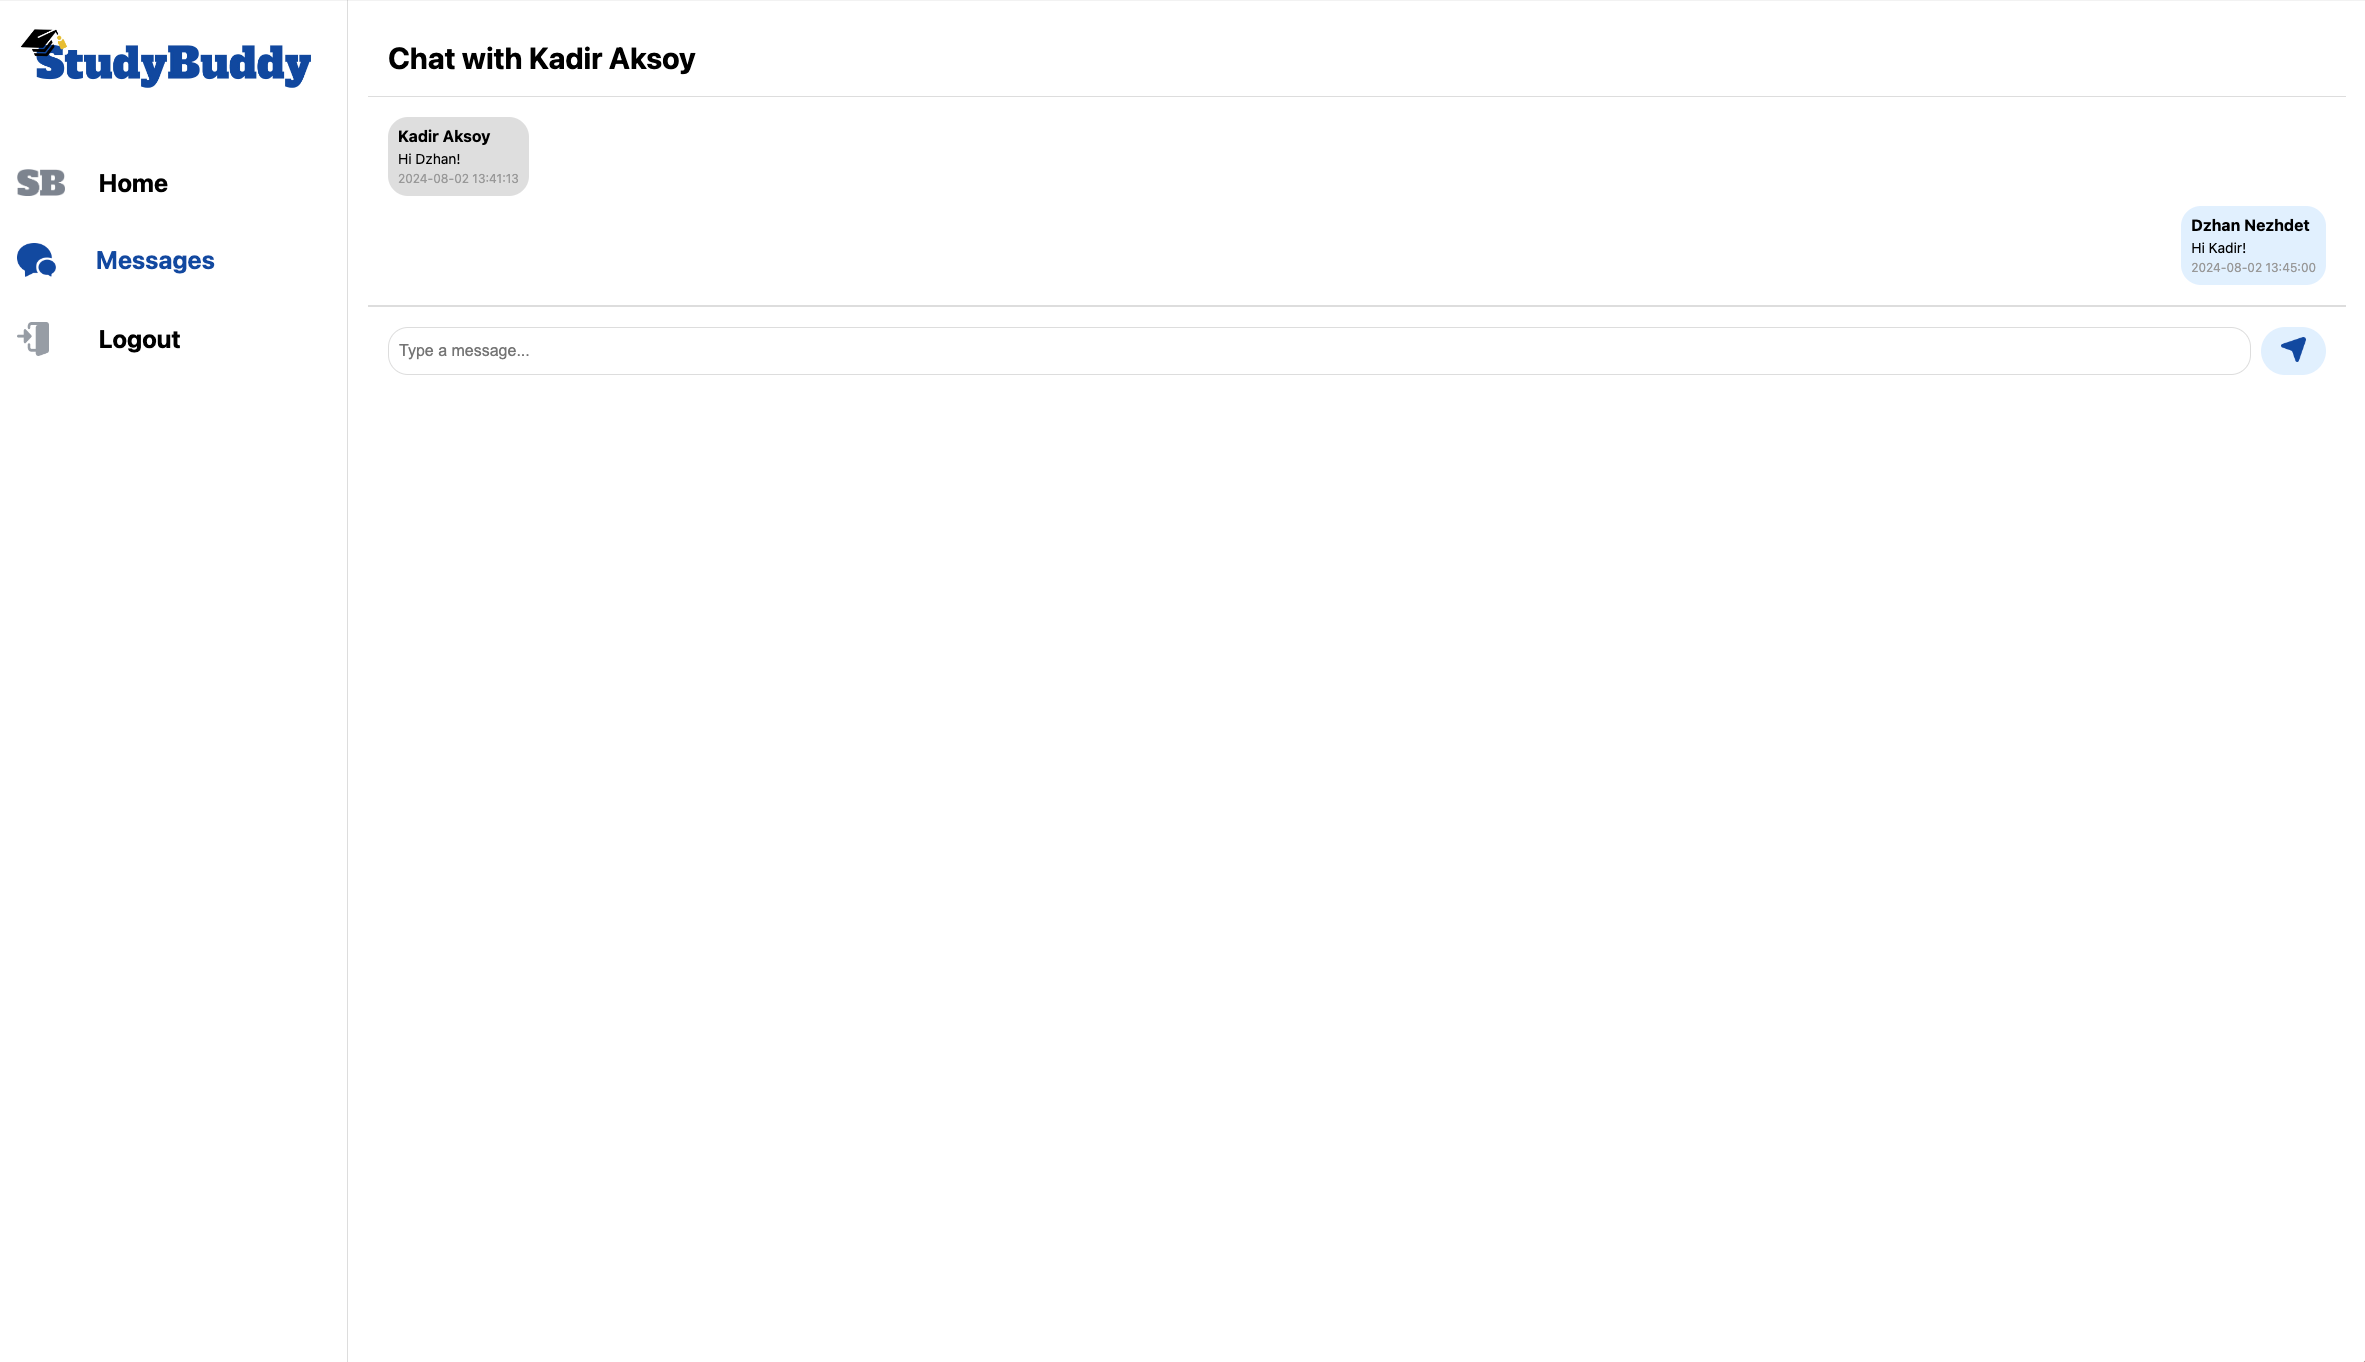 StudyBuddy
SB Home
Messages
Logout
Chat with Kadir Aksoy
Kadir Aksoy
Hi Dzhan!
2024-08-02 13:41:13
Dzhan Nezhdet
Hi Kadir!
2024-08-02 13:45:00
Type a message...